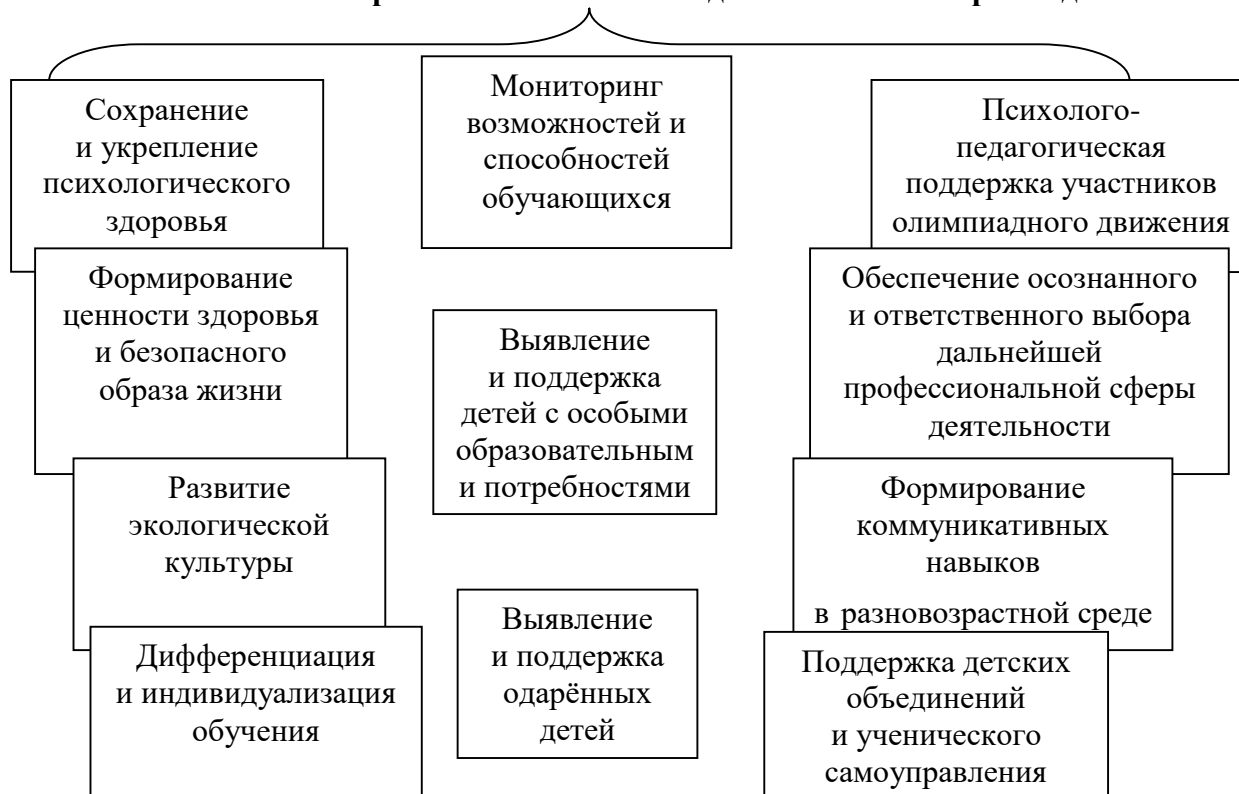 Сохранение
и укрепление
психологического
здоровья
Формирование
ценности здоровья
и безопасного
образа жизни
Развитие
экологической
культуры
Дифференциация
и индивидуализация
обучения
Мониторинг
возможностей и
способностей
обучающихся
Выявление
и поддержка
детей с особыми
образовательным
и потребностями
Выявление
и поддержка
одарённых
детей
Психолого-
педагогическая
поддержка участников
олимпиадного движения
Обеспечение осознанного
и ответственного выбора
дальнейшей
профессиональной сферы
деятельности
Формирование
коммуникативных
навыков
в разновозрастной среде
Поддержка детских
объединений
и ученического
самоуправления